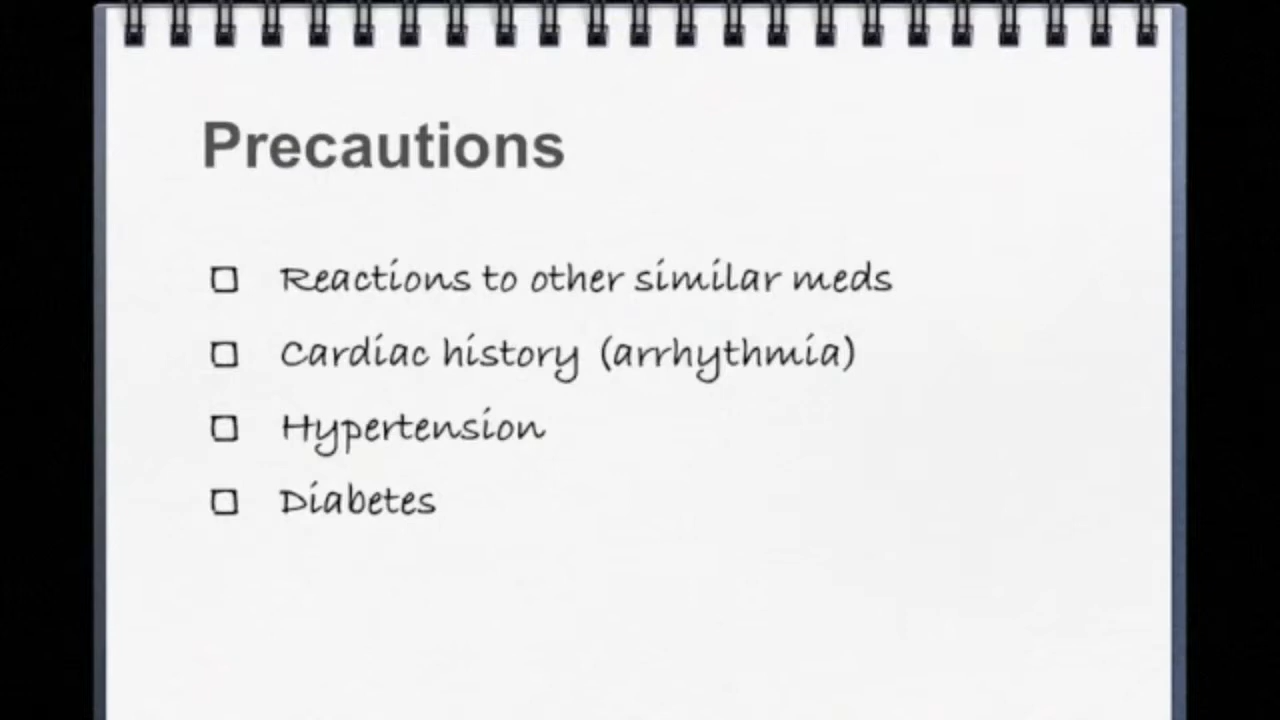 Precautions
Reactions to other similar meds
Cardiac history (arrhythmia)
Hypertension
Diabetes